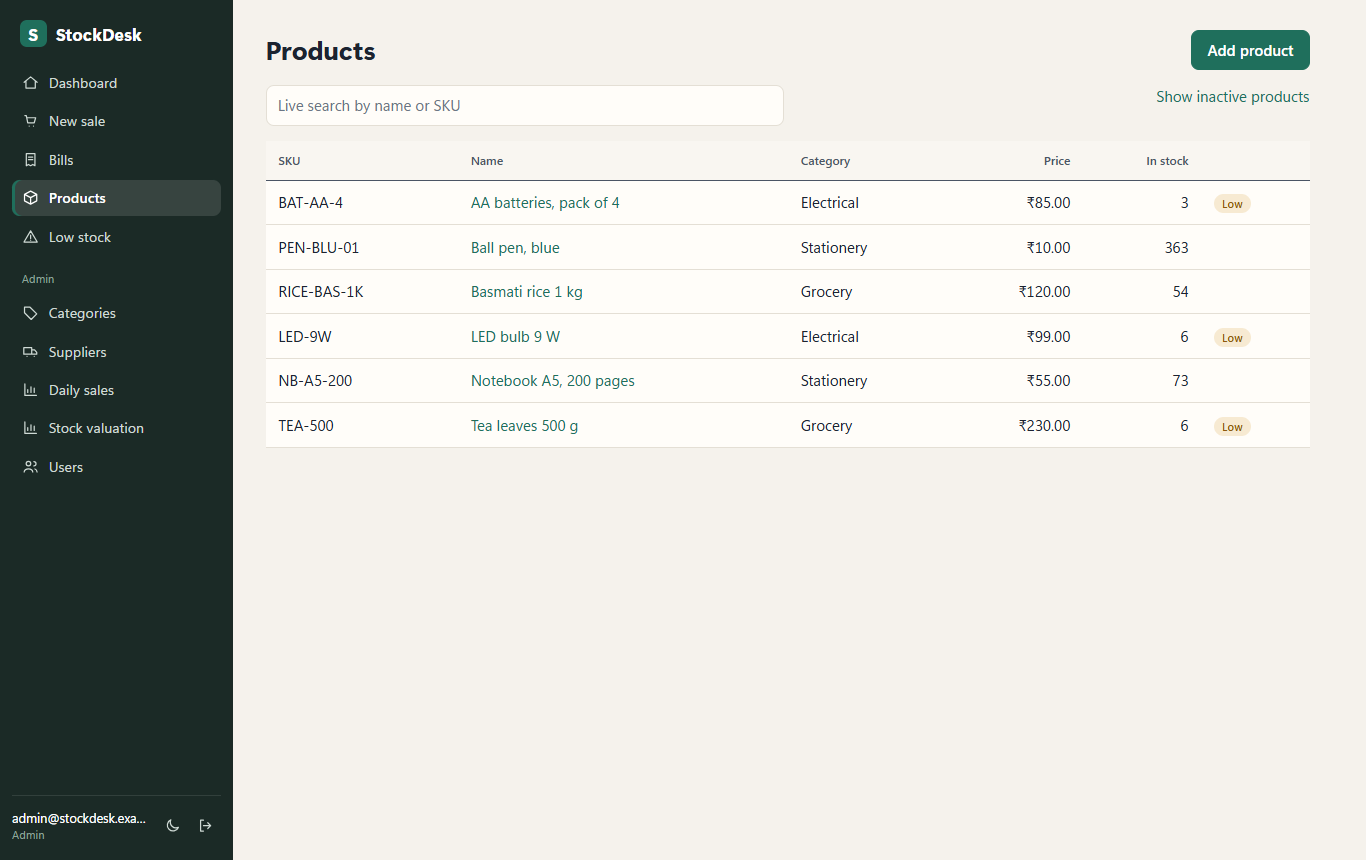 S StockDesk
Dashboard
New sale
Bills
Products
Low stock
Admin
Categories
Suppliers
Daily sales
Stock valuation
Users
admin@stockdesk.exa...
Admin
Products
Add product
Live search by name or SKU
Show inactive products
SKU Name Category Price In stock
BAT-AA-4 AA batteries, pack of 4 Electrical ₹85.00 3 Low
PEN-BLU-01 Ball pen, blue Stationery ₹10.00 363
RICE-BAS-1K Basmati rice 1 kg Grocery ₹120.00 54
LED-9W LED bulb 9 W Electrical ₹99.00 6 Low
NB-A5-200 Notebook A5, 200 pages Stationery ₹55.00 73
TEA-500 Tea leaves 500 g Grocery ₹230.00 6 Low